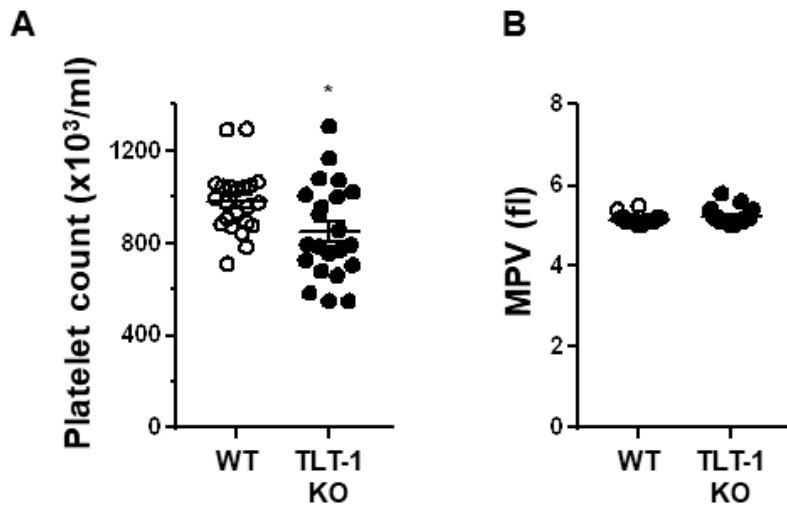 A
Platelet count (x10³/ml)
1200
800
400
0
*
WT
TLT-1
KO
B
MPV (fl)
8
6
4
2
0
WT
TLT-1
KO